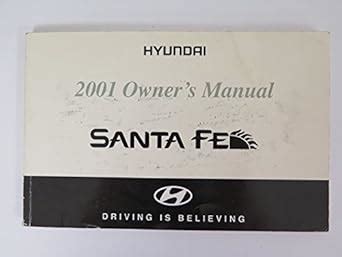 HYUNDAI
2001 Owner's Manual
SANTA FE
DRIVING IS BELIEVING